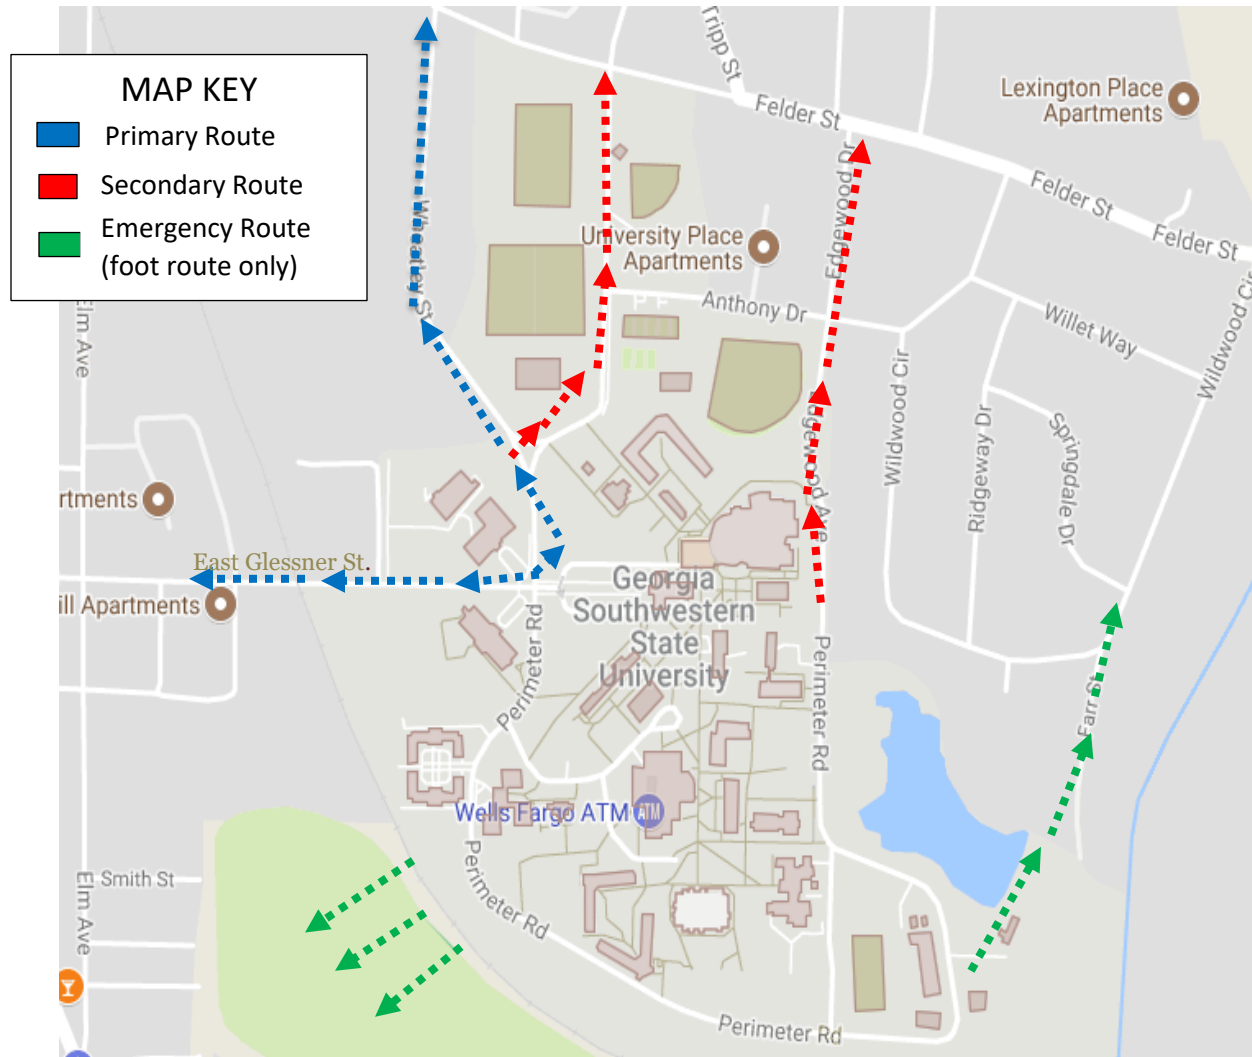 MAP KEY
Primary Route
Secondary Route
Emergency Route
(foot route only)
Tripp St
Felder St
Lexington Place
Apartments
Felder St
Felder St
Edgewood Dr
Wheatley St
University Place
Apartments
Anthony Dr
Willet Way
Wildwood Cir
Elm Ave
Wildwood Cir
Ridgeway Dr
Springdale Dr
Edgewood Ave
rtments
East Glessner St.
ill Apartments
Georgia
Southwestern
State
University
Perimeter Rd
Perimeter Rd
Farr St
Wells Fargo ATM
ATM
Perimeter Rd
Smith St
Elm Ave
Perimeter Rd